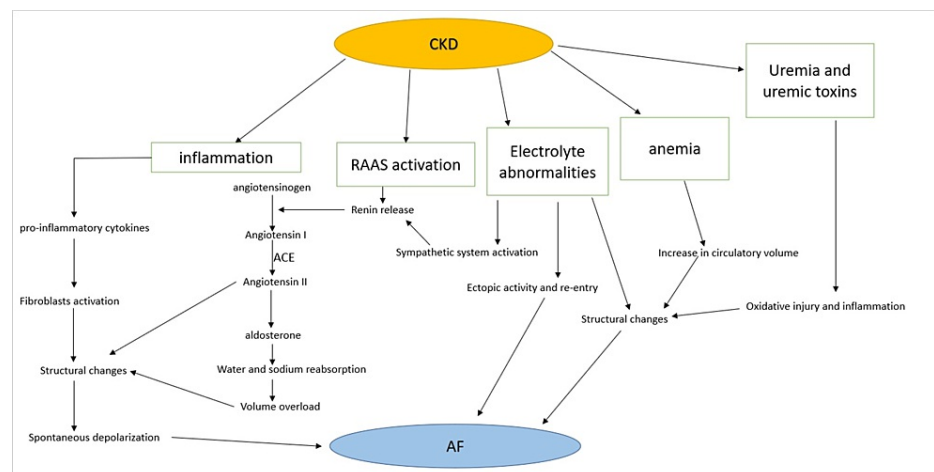 CKD
Uremia and
uremic toxins
inflammation
RAAS activation
Electrolyte
abnormalities
anemia
angiotensinogen
Renin release
pro-inflammatory cytokines
Angiotensin I
ACE
Sympathetic system activation
Increase in circulatory volume
Angiotensin II
Ectopic activity and re-entry
Fibroblasts activation
Oxidative injury and inflammation
Structural changes
aldosterone
Structural changes
Water and sodium reabsorption
Volume overload
Spontaneous depolarization
AF